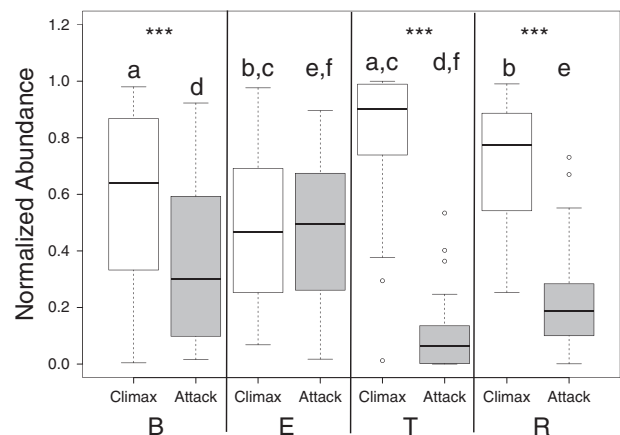 Normalized Abundance
1.2
1.0
0.8
0.6
0.4
0.2
0.0
*** *** ***
a d b,c e,f a,c d,f b e
Climax Attack Climax Attack Climax Attack Climax Attack
B E T R